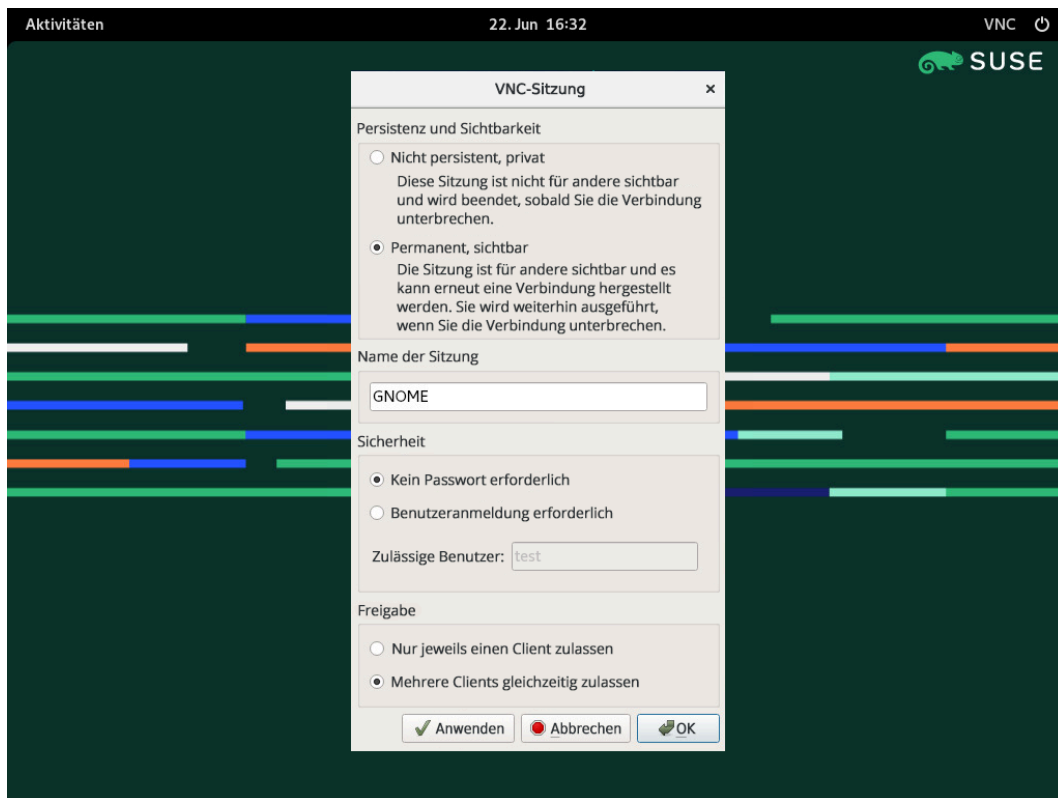 Aktivitäten
22. Jun 16:32
VNC
SUSE
VNC-Sitzung
Persistenz und Sichtbarkeit
Nicht persistent, privat
Diese Sitzung ist nicht für andere sichtbar
und wird beendet, sobald Sie die Verbindung
unterbrechen.
Permanent, sichtbar
Die Sitzung ist für andere sichtbar und es
kann erneut eine Verbindung hergestellt
werden. Sie wird weiterhin ausgeführt,
wenn Sie die Verbindung unterbrechen.
Name der Sitzung
GNOME
Sicherheit
Kein Passwort erforderlich
Benutzeranmeldung erforderlich
Zulässige Benutzer: test
Freigabe
Nur jeweils einen Client zulassen
Mehrere Clients gleichzeitig zulassen
Anwenden Abbrechen OK